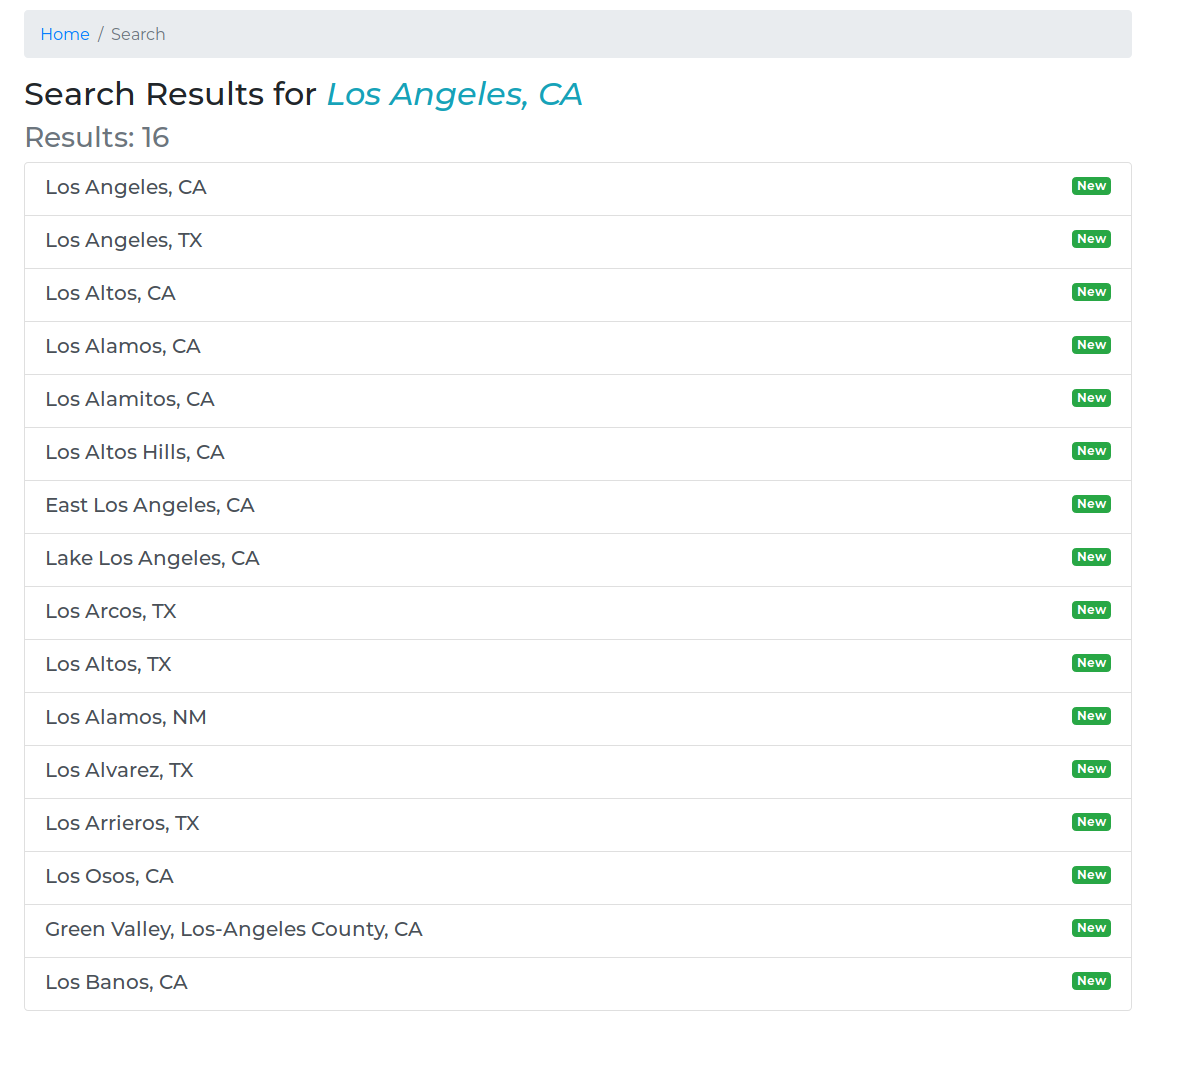 Home / Search
Search Results for Los Angeles, CA
Results: 16
Los Angeles, CA New
Los Angeles, TX New
Los Altos, CA New
Los Alamos, CA New
Los Alamitos, CA New
Los Altos Hills, CA New
East Los Angeles, CA New
Lake Los Angeles, CA New
Los Arcos, TX New
Los Altos, TX New
Los Alamos, NM New
Los Alvarez, TX New
Los Arrieros, TX New
Los Osos, CA New
Green Valley, Los-Angeles County, CA New
Los Banos, CA New